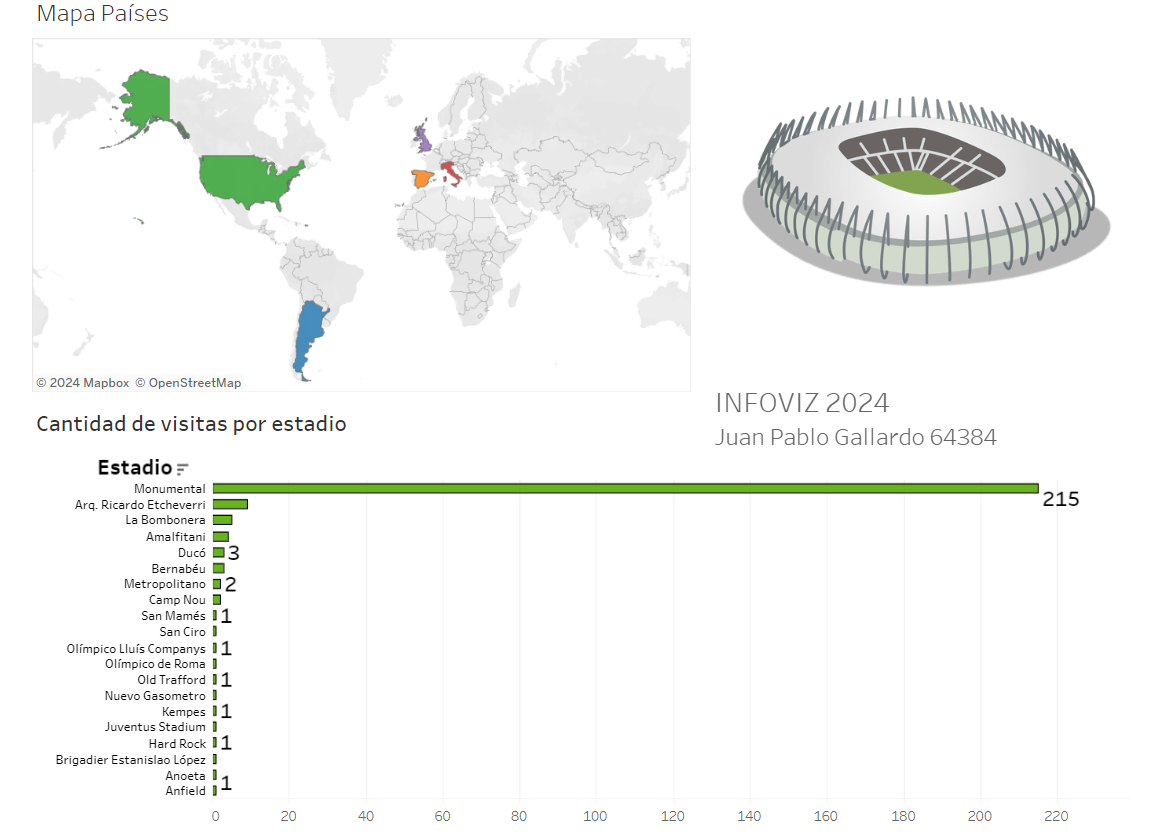 Mapa Países
© 2024 Mapbox © OpenStreetMap
INFOVIZ 2024
Juan Pablo Gallardo 64384
Cantidad de visitas por estadio
Estadio
Monumental 215
Arq. Ricardo Etcheverri
La Bombonera
Amalfitani
Ducó 3
Bernabéu
Metropolitano 2
Camp Nou
San Mamés 1
San Ciro
Olímpico Lluís Companys 1
Olímpico de Roma
Old Trafford 1
Nuevo Gasometro
Kempes 1
Juventus Stadium
Hard Rock 1
Brigadier Estanislao López
Anoeta 1
Anfield
0 20 40 60 80 100 120 140 160 180 200 220